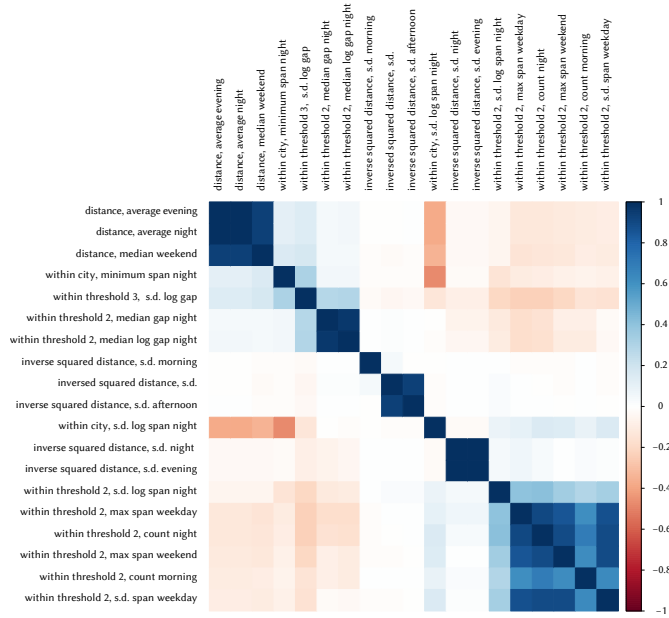 distance, average evening
distance, average night
distance, median weekend
within city, minimum span night
within threshold 3,  s.d. log gap
within threshold 2, median gap night
within threshold 2, median log gap night
inverse squared distance, s.d. morning
inversed squared distance, s.d.
inverse squared distance, s.d. afternoon
within city, s.d. log span night
inverse squared distance, s.d. night
inverse squared distance, s.d. evening
within threshold 2, s.d. log span night
within threshold 2, max span weekday
within threshold 2, count night
within threshold 2, max span weekend
within threshold 2, count morning
within threshold 2, s.d. span weekday
distance, average evening
distance, average night
distance, median weekend
within city, minimum span night
within threshold 3,  s.d. log gap
within threshold 2, median gap night
within threshold 2, median log gap night
inverse squared distance, s.d. morning
inversed squared distance, s.d.
inverse squared distance, s.d. afternoon
within city, s.d. log span night
inverse squared distance, s.d. night
inverse squared distance, s.d. evening
within threshold 2, s.d. log span night
within threshold 2, max span weekday
within threshold 2, count night
within threshold 2, max span weekend
within threshold 2, count morning
within threshold 2, s.d. span weekday
1
0.8
0.6
0.4
0.2
0
−0.2
−0.4
−0.6
−0.8
−1